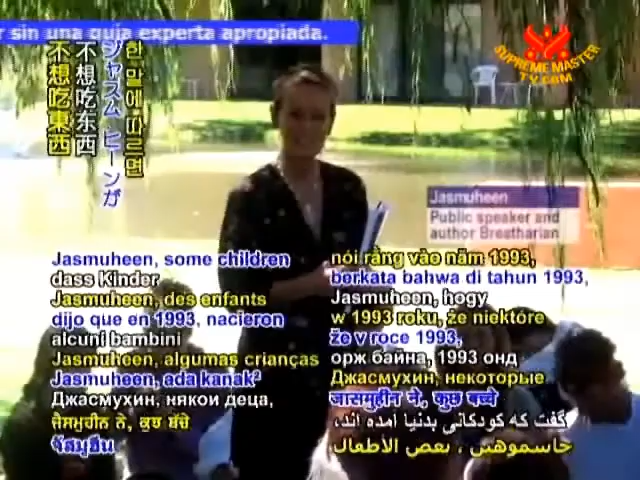 r sin una guía experta apropiada.
SUPREME MASTER
TV.COM
한 말에 따르면
ジャスム ヒーンが
不想吃东西
不想吃東西
Jasmuheen
Public speaker and
author Breatharian
Jasmuheen, some children
dass Kinder
Jasmuheen, des enfants
dijo que en 1993, nacieron
alcuni bambini
Jasmuheen, algumas crianças
Jasmuheen, ada kanak²
Джасмухин, някои деца,
ਜੈਸਮੁਹੀਨ ਨੇ, ਕੁਝ ਬੱਚੇ
nói rằng vào năm 1993,
berkata bahwa di tahun 1993,
Jasmuheen, hogy
w 1993 roku, że niektóre
že v roce 1993,
орж байна, 1993 онд
Джасмухин, некоторые
जासमुहीन ने, कुछ बच्चे
گفت که کودکانی بدنیا آمده اند،
جاسموهين ، بعض الأطفال